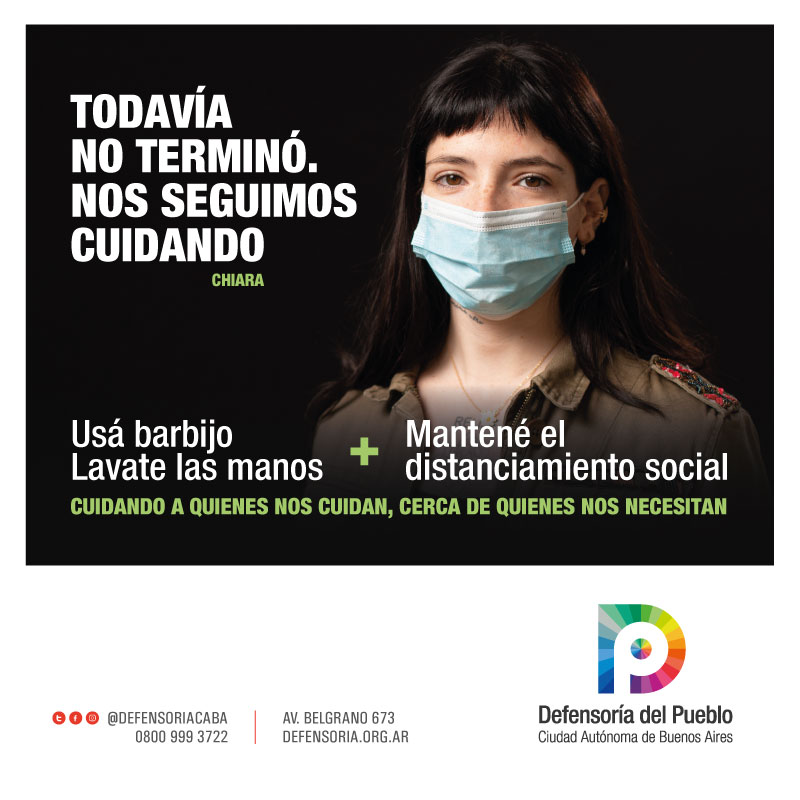 TODAVÍA
NO TERMINÓ.
NOS SEGUIMOS
CUIDANDO
CHIARA
Usá barbijo
Lavate las manos
+
Mantené el
distanciamiento social
CUIDANDO A QUIENES NOS CUIDAN, CERCA DE QUIENES NOS NECESITAN
@DEFENSORIACABA
0800 999 3722
AV. BELGRANO 673
DEFENSORIA.ORG.AR
Defensoría del Pueblo
Ciudad Autónoma de Buenos Aires